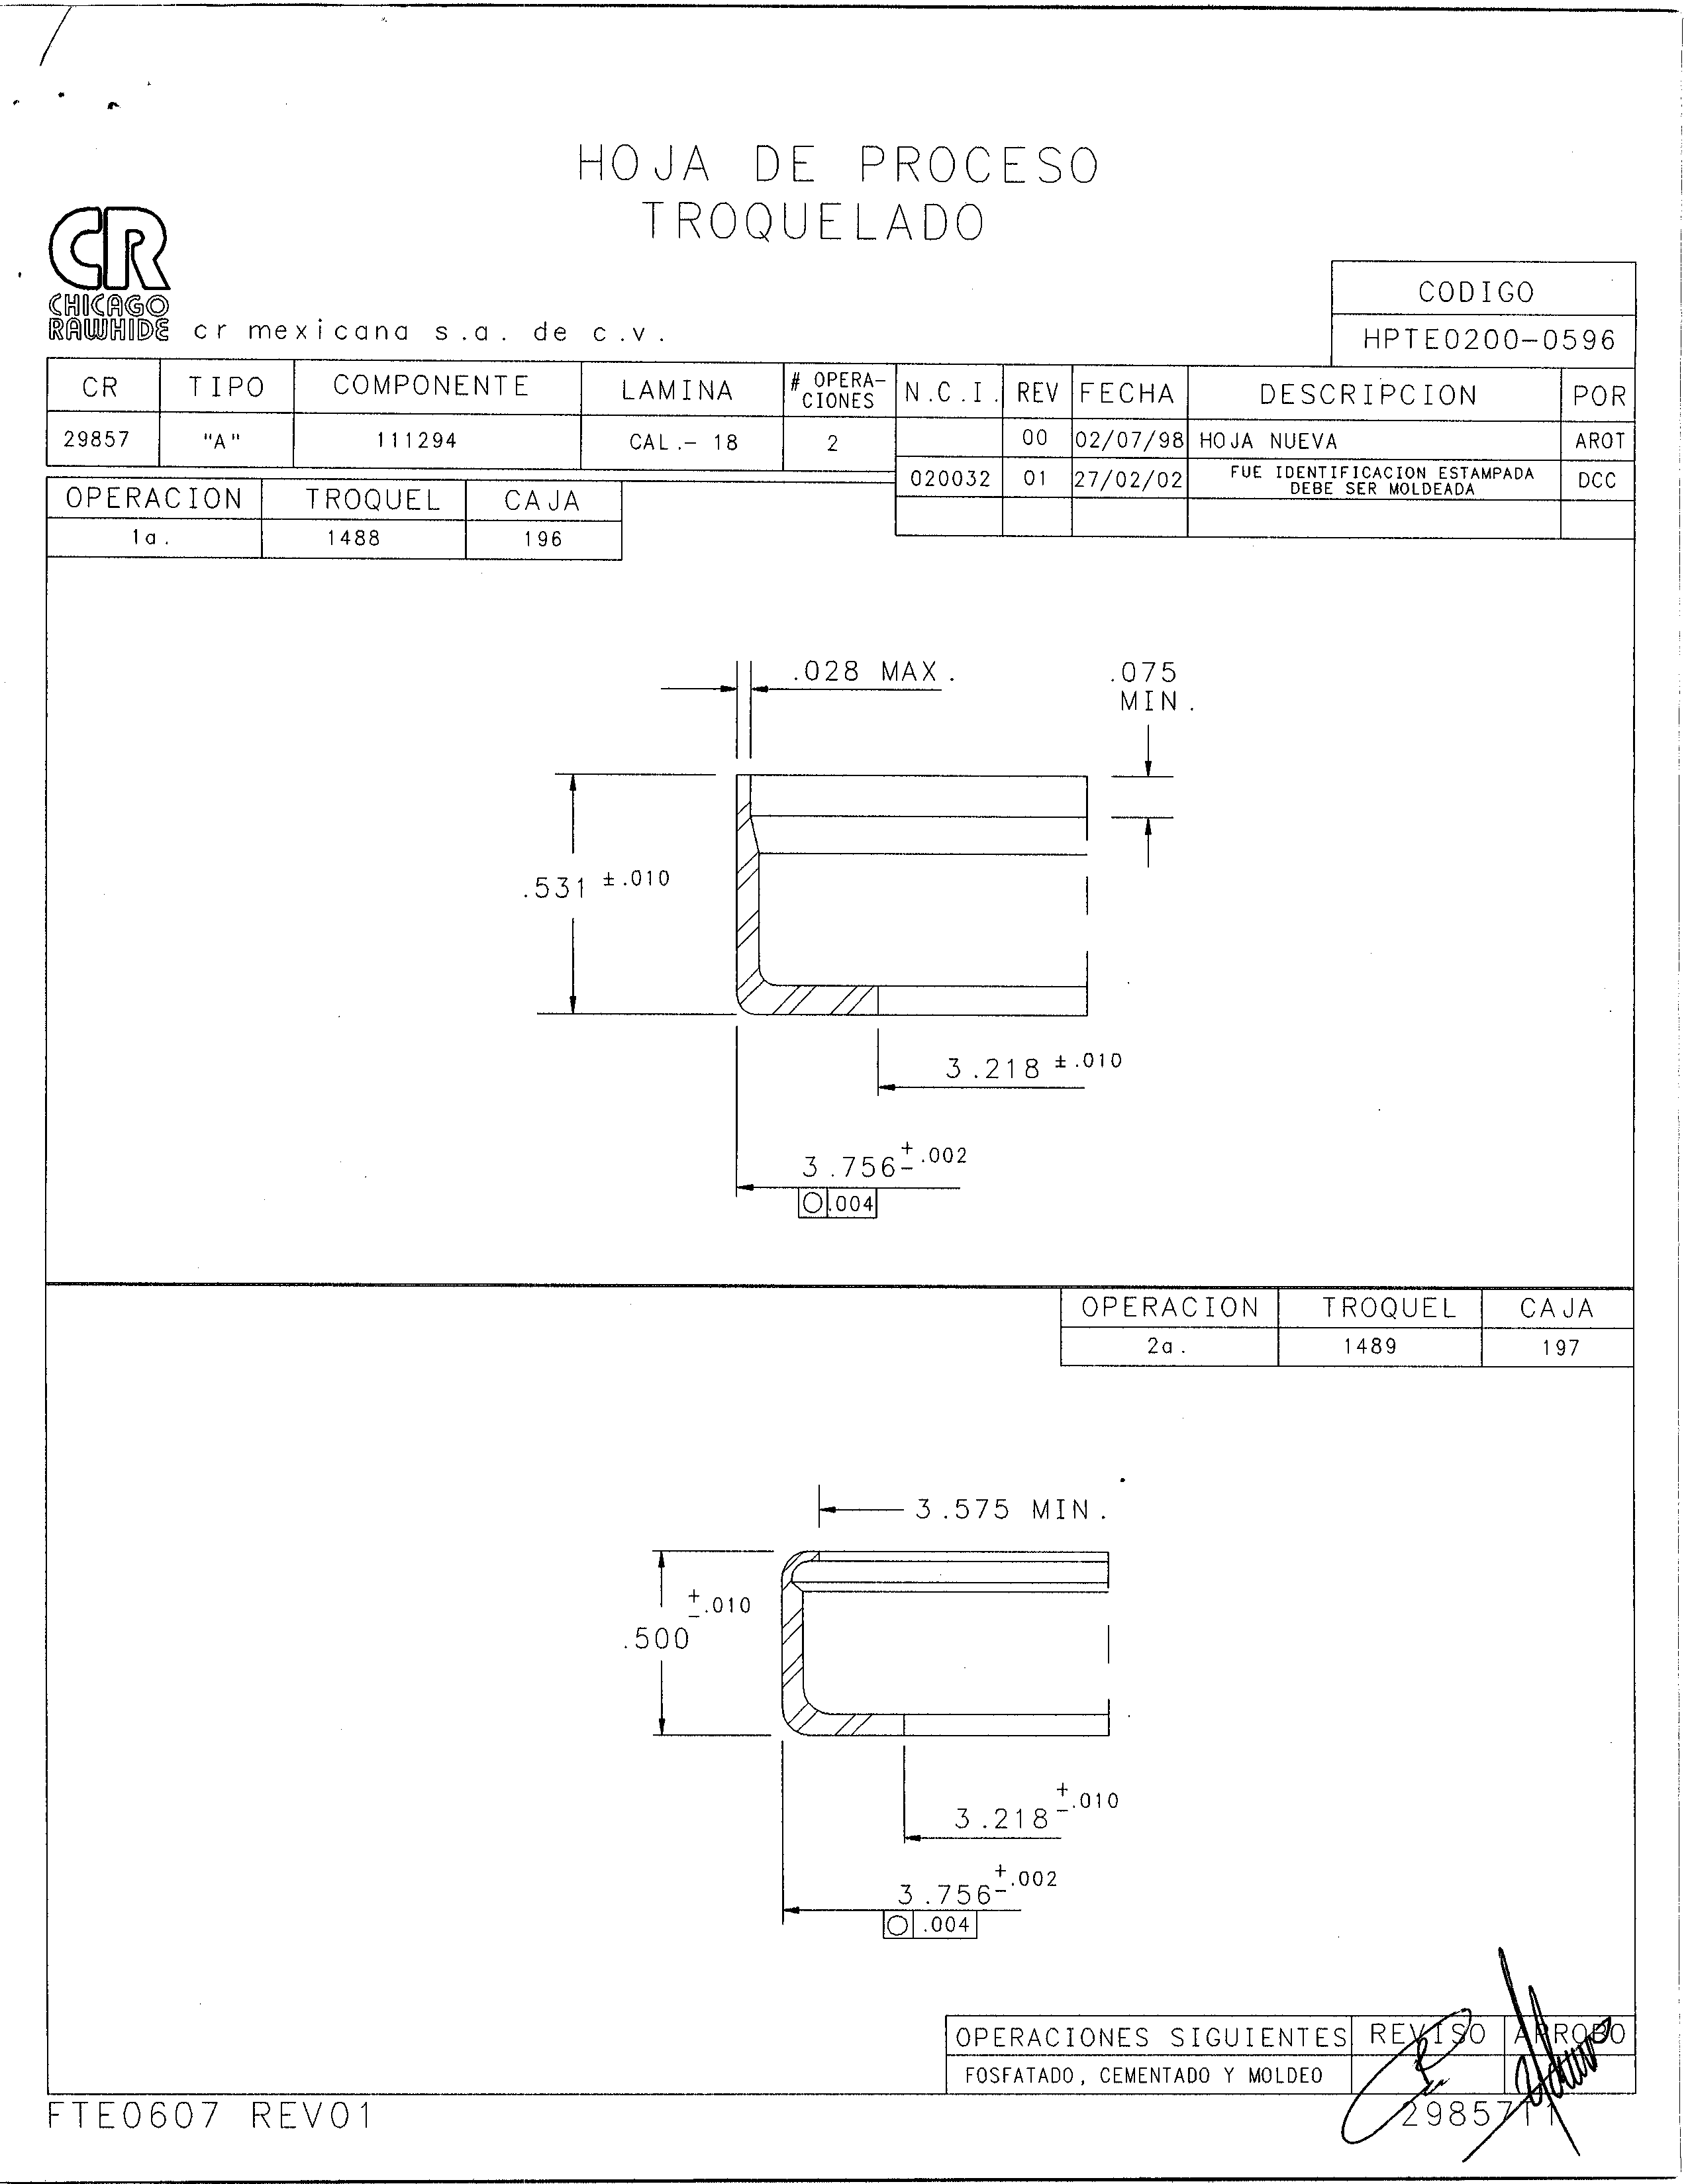 HOJA DE PROCESO
TROQUELADO
CR
CHICAGO
RAWHIDE
cr mexicana s.a. de c.v.
CODIGO
HPTE0200-0596
CR TIPO COMPONENTE LAMINA # OPERA-CIONES N.C.I. REV FECHA DESCRIPCION POR
29857 "A" 111294 CAL.- 18 2 00 02/07/98 HOJA NUEVA AROT
020032 01 27/02/02 FUE IDENTIFICACION ESTAMPADA
DEBE SER MOLDEADA DCC
OPERACION TROQUEL CAJA
1a. 1488 196
.028 MAX.
.075
MIN.
.531 ±.010
3.218 ±.010
3.756 ±.002
○ .004
OPERACION TROQUEL CAJA
2a. 1489 197
3.575 MIN.
.500 ±.010
3.218 ±.010
3.756 ±.002
○ .004
OPERACIONES SIGUIENTES REVISO APROBO
FOSFATADO, CEMENTADO Y MOLDEO
FTE0607 REV01